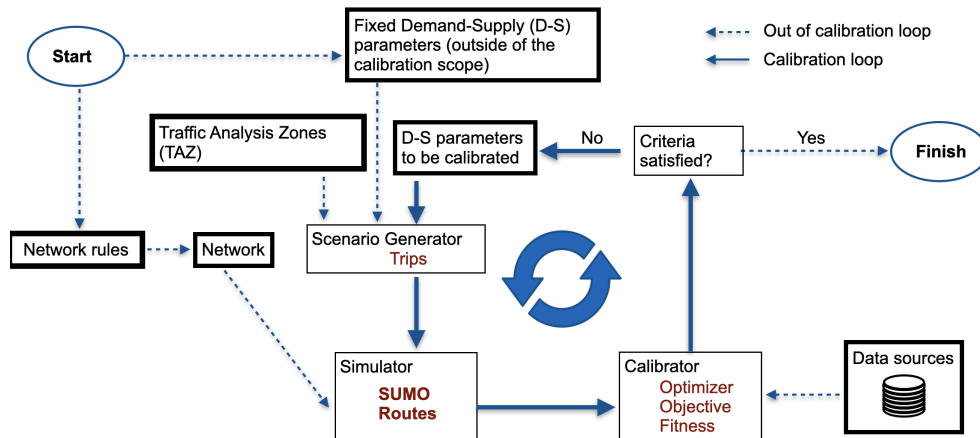 Start
Fixed Demand-Supply (D-S)
parameters (outside of the
calibration scope)
Out of calibration loop
Calibration loop
Traffic Analysis Zones
(TAZ)
D-S parameters
to be calibrated
No
Criteria
satisfied?
Yes
Finish
Network rules
Network
Scenario Generator
Trips
Simulator
SUMO
Routes
Calibrator
Optimizer
Objective
Fitness
Data sources